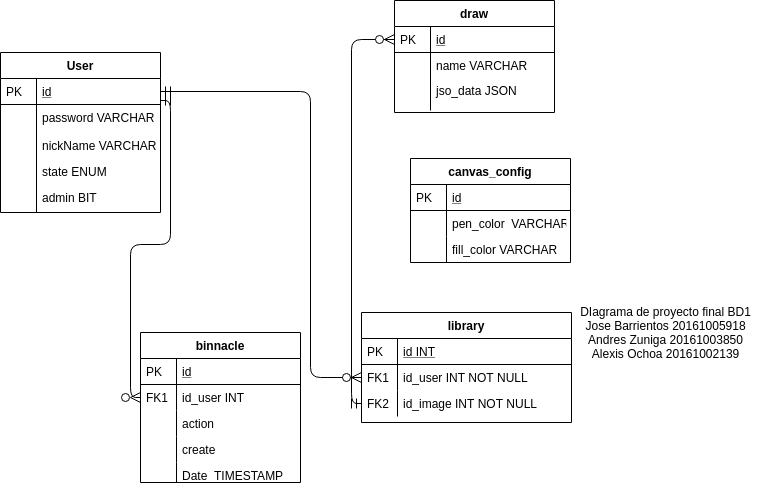 draw
PK id
name VARCHAR
jso_data JSON
User
PK id
password VARCHAR
nickName VARCHAR
state ENUM
admin BIT
canvas_config
PK id
pen_color VARCHAR
fill_color VARCHAR
DIagrama de proyecto final BD1
Jose Barrientos 20161005918
Andres Zuniga 20161003850
Alexis Ochoa 20161002139
library
PK id INT
FK1 id_user INT NOT NULL
FK2 id_image INT NOT NULL
binnacle
PK id
FK1 id_user INT
action
create
Date TIMESTAMP